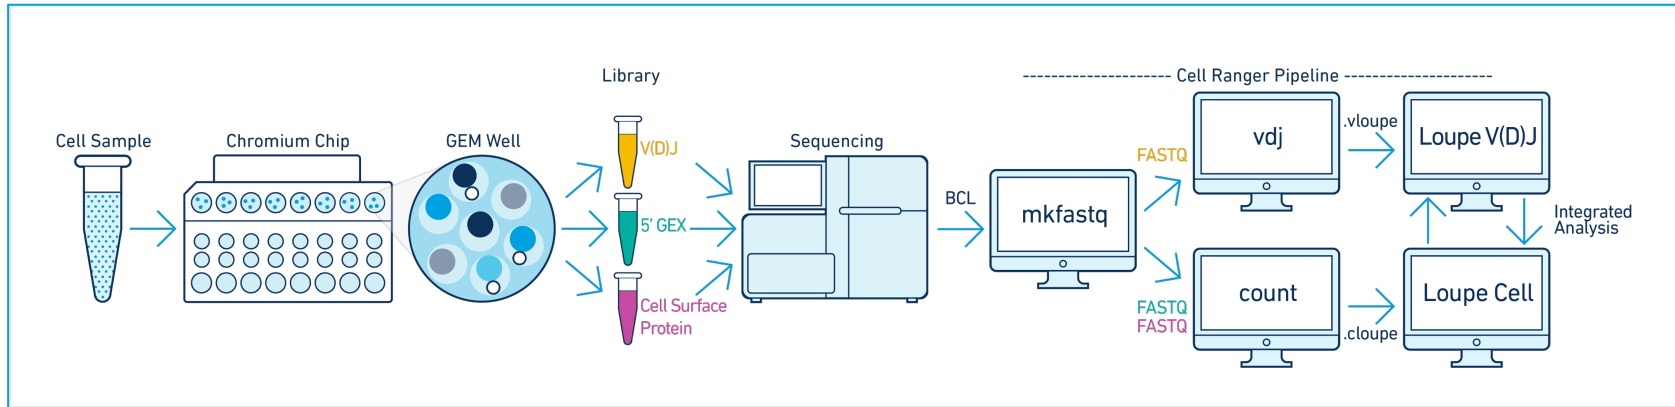 Library
Cell Ranger Pipeline
Cell Sample
Chromium Chip
GEM Well
V(D)J
5' GEX
Cell Surface
Protein
Sequencing
BCL
mkfastq
FASTQ
vdj
.vloupe
Loupe V(D)J
Integrated
Analysis
FASTQ
FASTQ
count
.cloupe
Loupe Cell